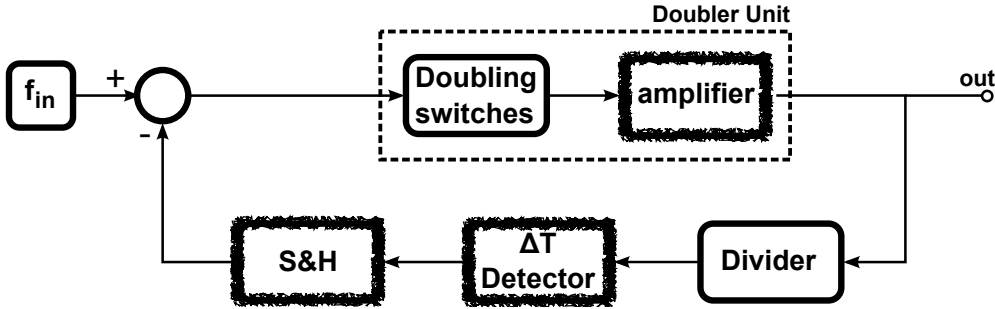 Doubler Unit
f_in
+
-
Doubling
switches
amplifier
out
S&H
ΔT
Detector
Divider